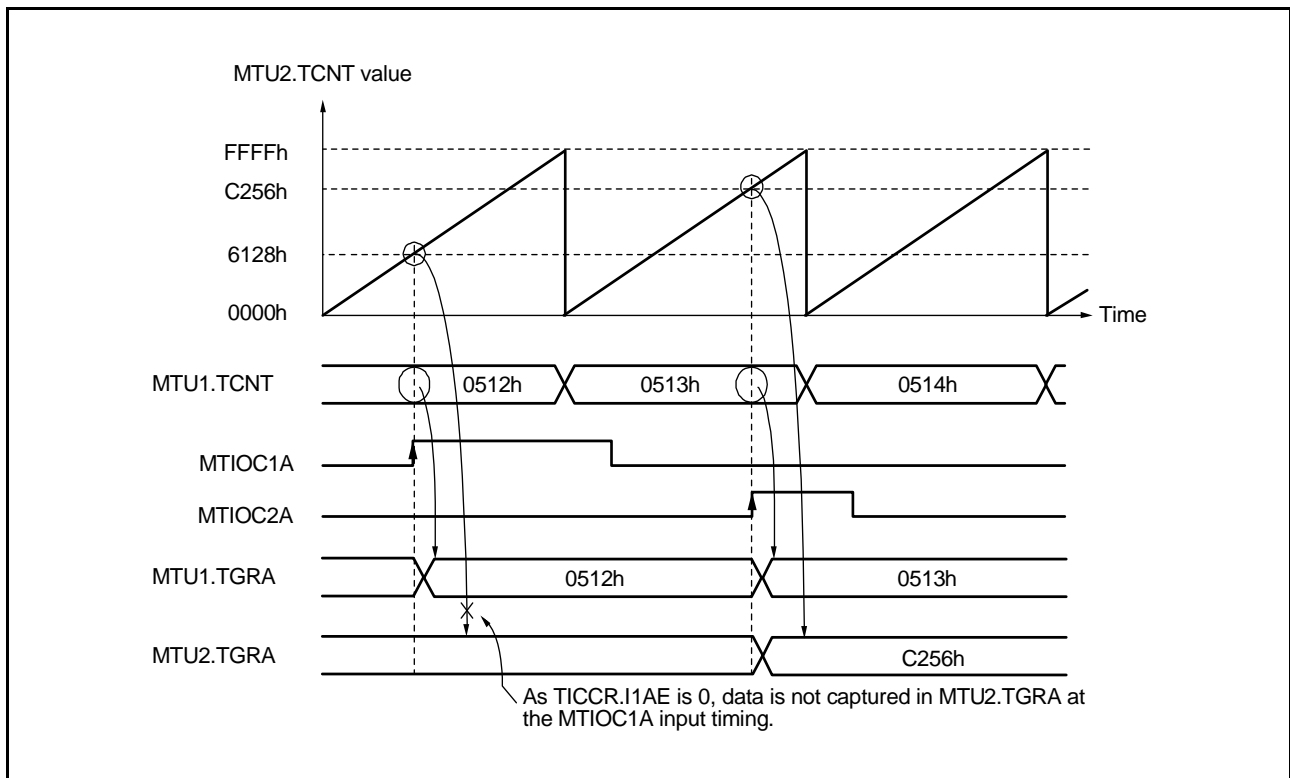 MTU2.TCNT value
FFFFh
C256h
6128h
0000h
Time
MTU1.TCNT
0512h
0513h
0514h
MTIOC1A
MTIOC2A
MTU1.TGRA
0512h
0513h
MTU2.TGRA
C256h
As TICCR.I1AE is 0, data is not captured in MTU2.TGRA at
the MTIOC1A input timing.